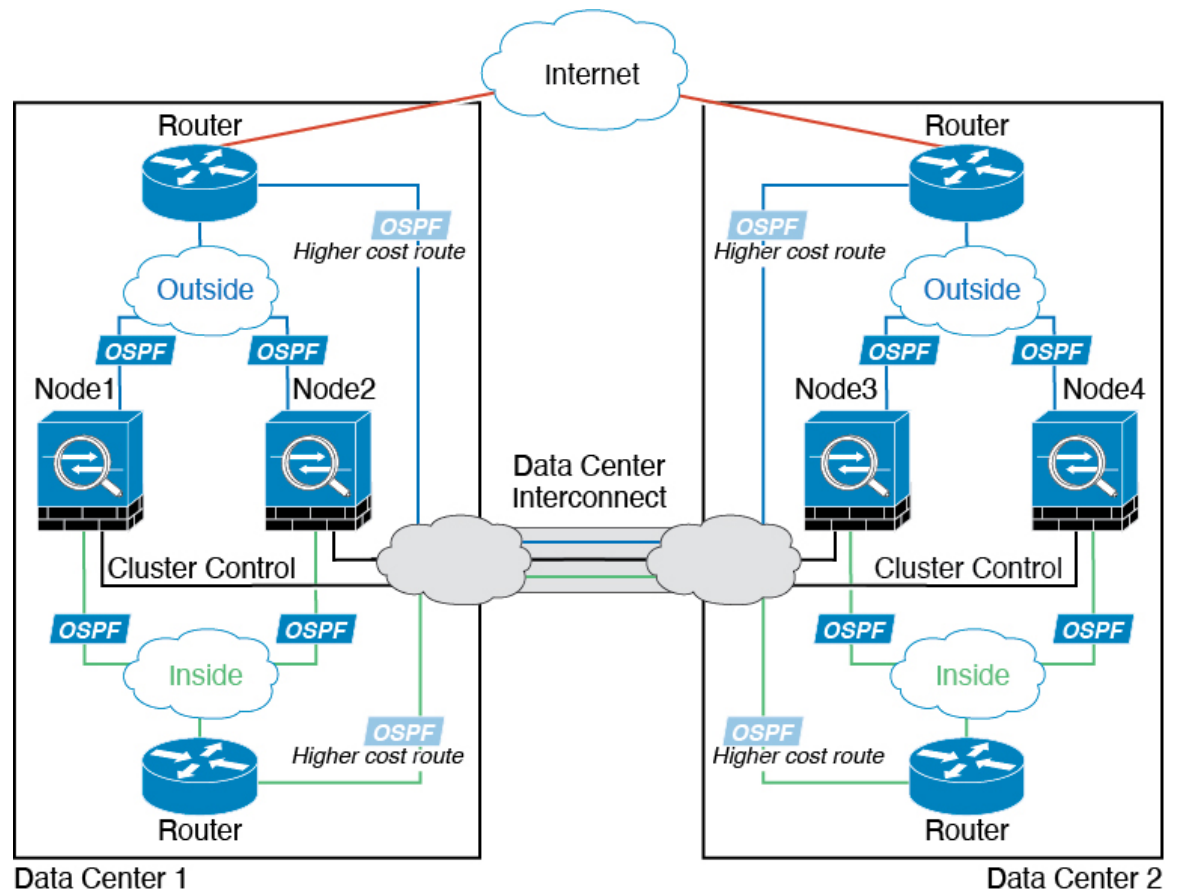 Internet
Router
Router
OSPF
Higher cost route
OSPF
Higher cost route
Outside
Outside
OSPF
OSPF
OSPF
OSPF
Node1
Node2
Node3
Node4
Data Center
Interconnect
Cluster Control
Cluster Control
OSPF
OSPF
OSPF
OSPF
Inside
Inside
OSPF
Higher cost route
OSPF
Higher cost route
Router
Router
Data Center 1
Data Center 2